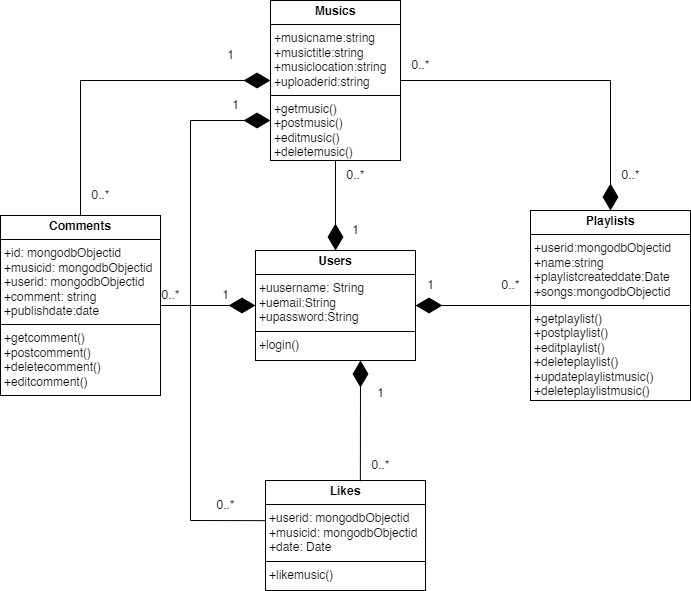 Musics
+musicname:string
+musictitle:string
+musiclocation:string
+uploaderid:string
+getmusic()
+postmusic()
+editmusic()
+deletemusic()
1
1
0..*
0..*
0..*
0..*
Comments
+id: mongodbObjectid
+musicid: mongodbObjectid
+userid: mongodbObjectid
+comment: string
+publishdate:date
+getcomment()
+postcomment()
+deletecomment()
+editcomment()
0..*
1
1
Users
+uusername: String
+uemail:String
+upassword:String
+login()
1
0..*
Playlists
+userid:mongodbObjectid
+name:string
+playlistcreateddate:Date
+songs:mongodbObjectid
+getplaylist()
+postplaylist()
+editplaylist()
+deleteplaylist()
+updateplaylistmusic()
+deleteplaylistmusic()
1
0..*
0..*
Likes
+userid: mongodbObjectid
+musicid: mongodbObjectid
+date: Date
+likemusic()